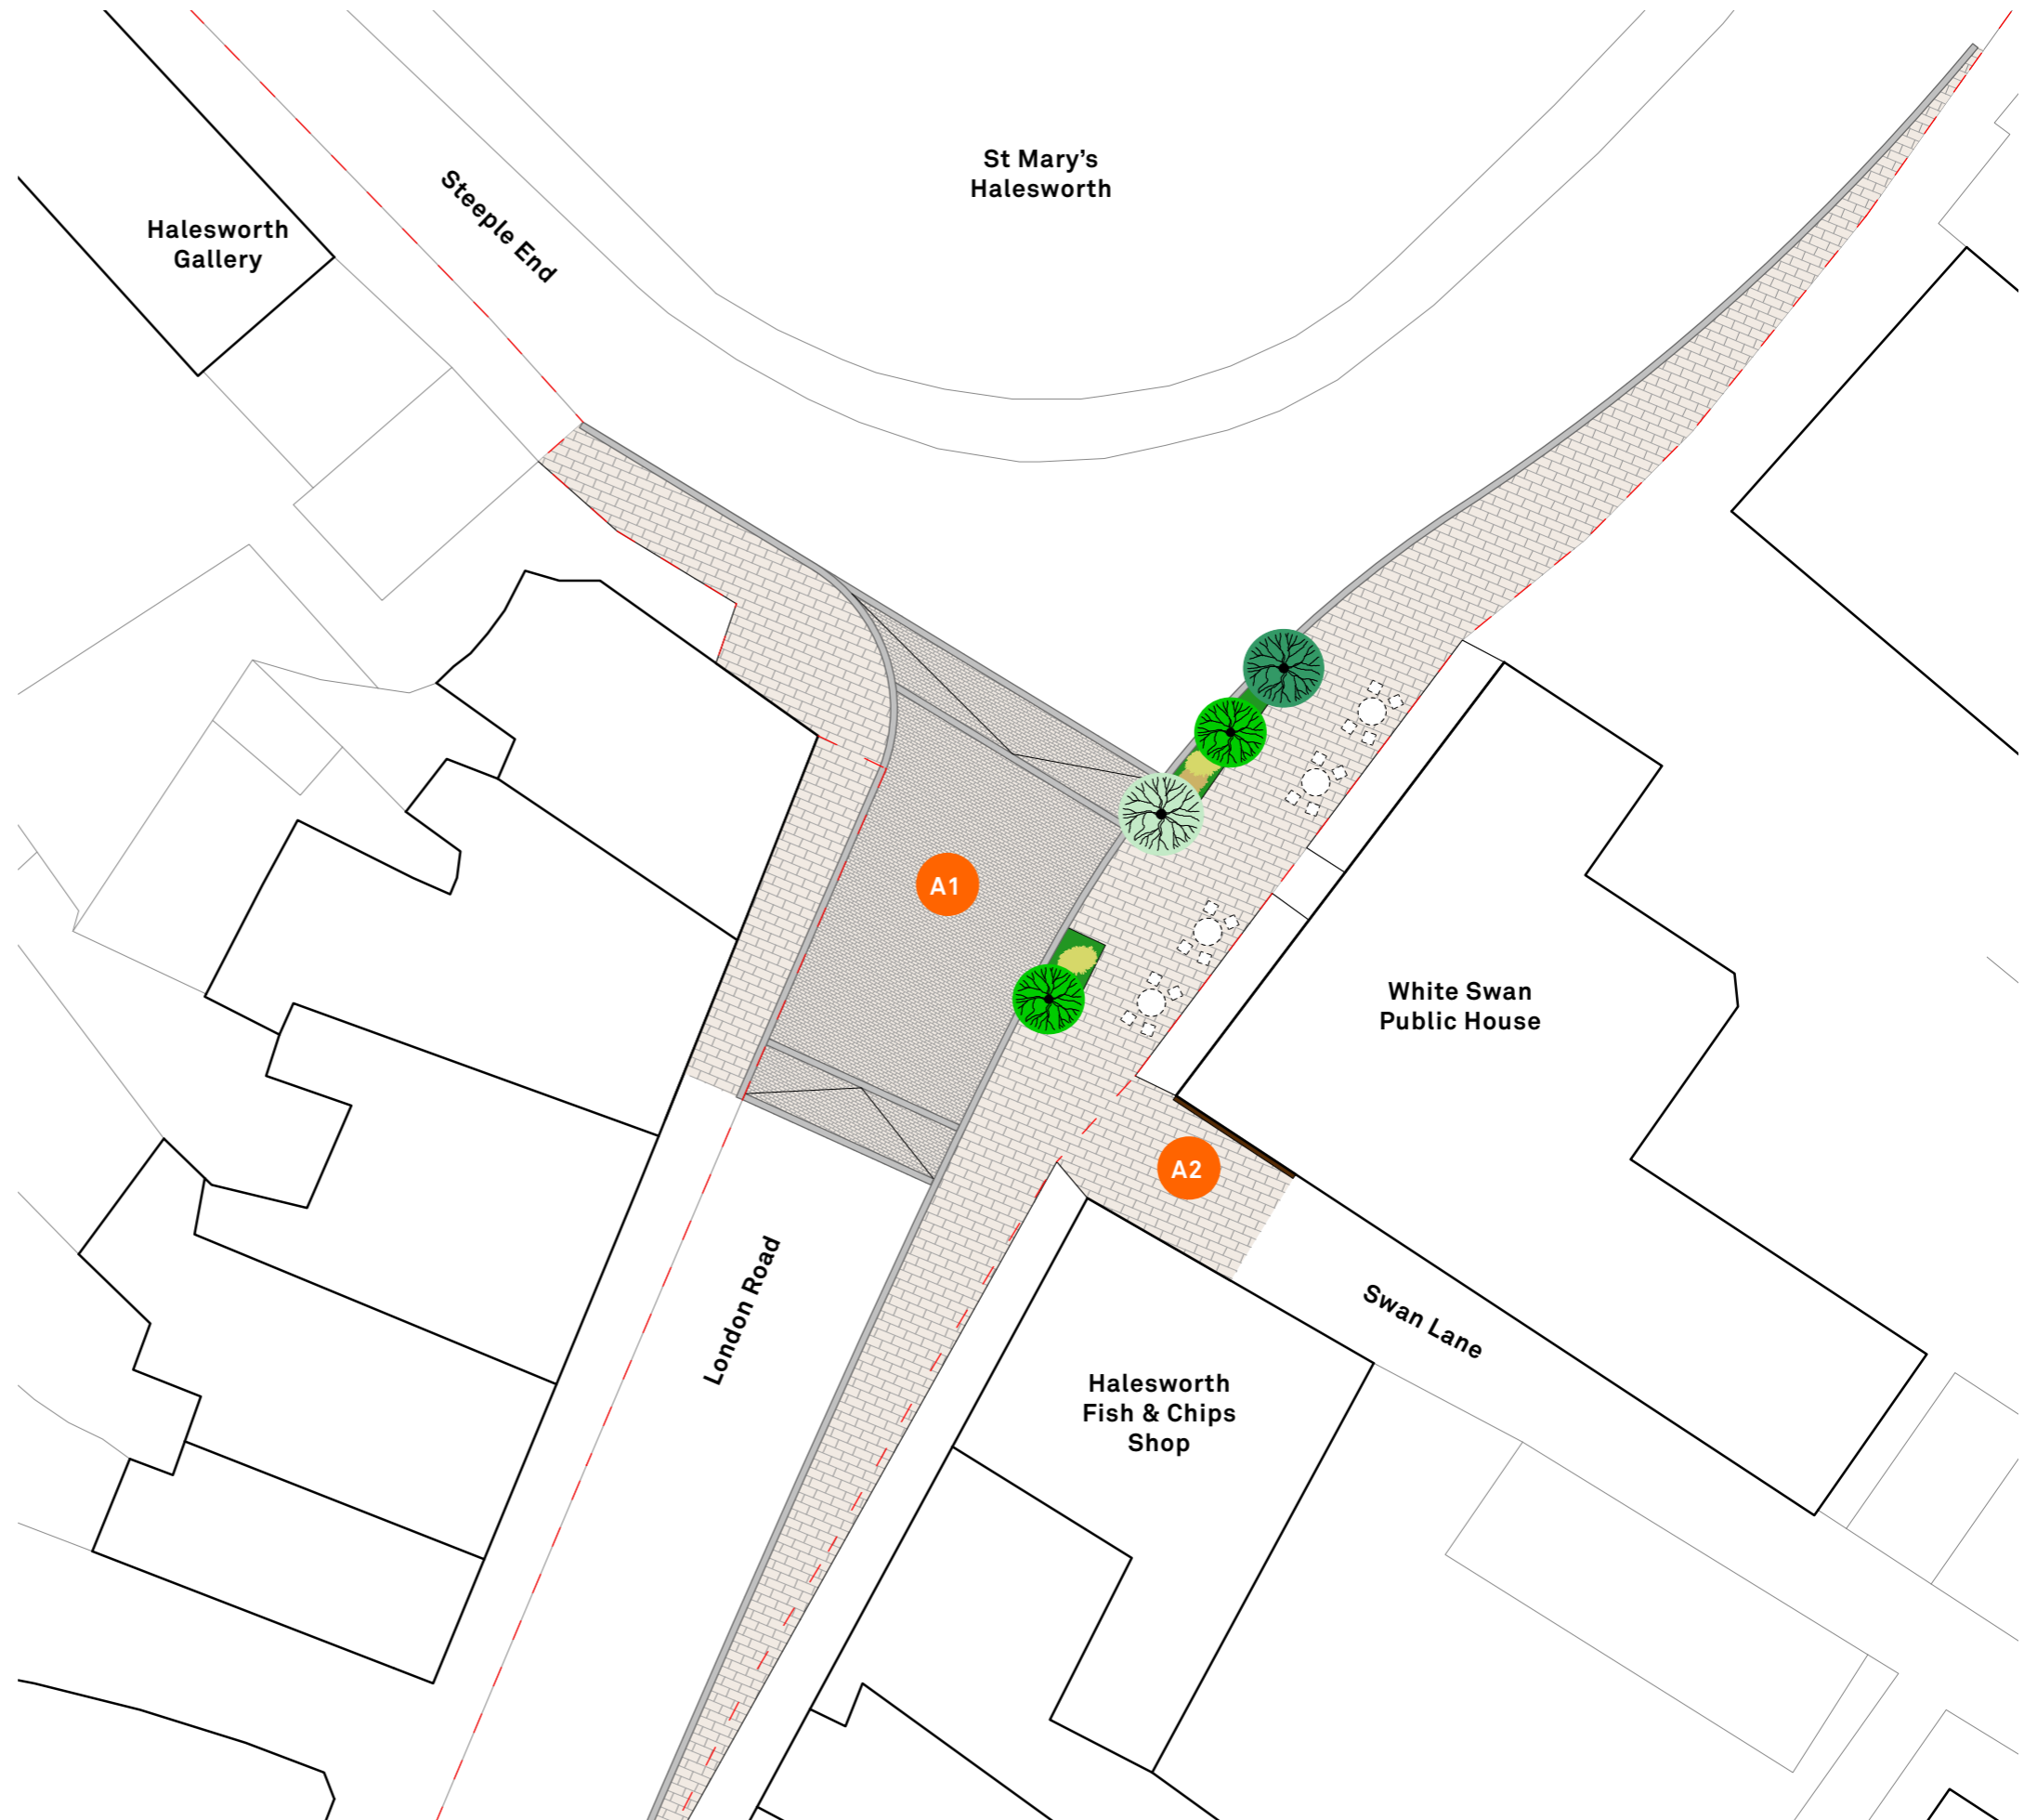 St Mary’s
Halesworth
Steeple End
Halesworth
Gallery
A1
White Swan
Public House
A2
London Road
Swan Lane
Halesworth
Fish & Chips
Shop